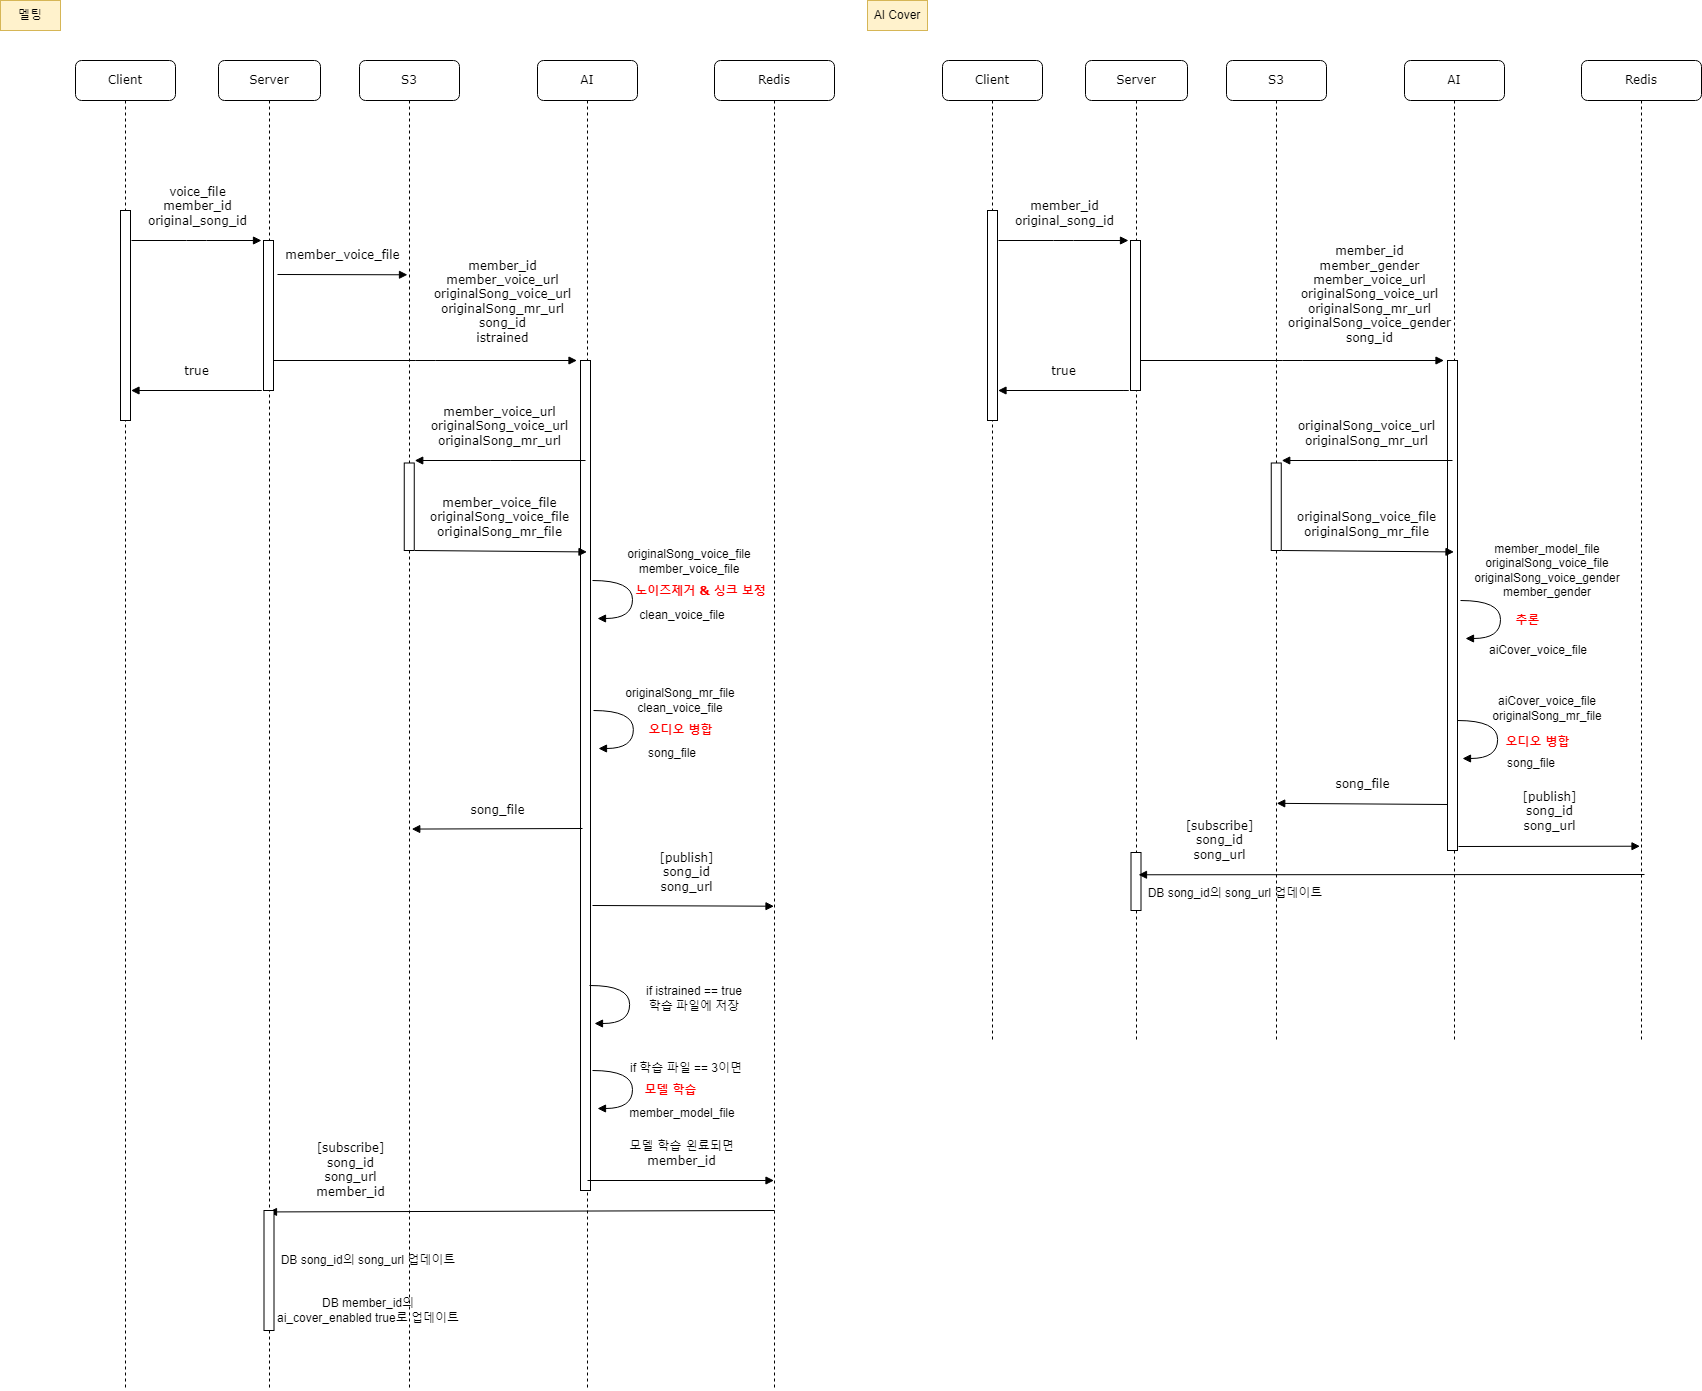 멜팅
Client
Server
S3
AI
Redis
voice_file
member_id
original_song_id
member_voice_file
member_id
member_voice_url
originalSong_voice_url
originalSong_mr_url
song_id
istrained
true
member_voice_url
originalSong_voice_url
originalSong_mr_url
member_voice_file
originalSong_voice_file
originalSong_mr_file
originalSong_voice_file
member_voice_file
노이즈제거 & 싱크 보정
clean_voice_file
originalSong_mr_file
clean_voice_file
오디오 병합
song_file
song_file
[publish]
song_id
song_url
if istrained == true
학습 파일에 저장
if 학습 파일 == 3이면
모델 학습
member_model_file
모델 학습 완료되면
member_id
[subscribe]
song_id
song_url
member_id
DB song_id의 song_url 업데이트
DB member_id의
ai_cover_enabled true로 업데이트
AI Cover
Client
Server
S3
AI
Redis
member_id
original_song_id
member_id
member_gender
member_voice_url
originalSong_voice_url
originalSong_mr_url
originalSong_voice_gender
song_id
true
originalSong_voice_url
originalSong_mr_url
originalSong_voice_file
originalSong_mr_file
member_model_file
originalSong_voice_file
originalSong_voice_gender
member_gender
추론
aiCover_voice_file
aiCover_voice_file
originalSong_mr_file
오디오 병합
song_file
song_file
[publish]
song_id
song_url
[subscribe]
song_id
song_url
DB song_id의 song_url 업데이트